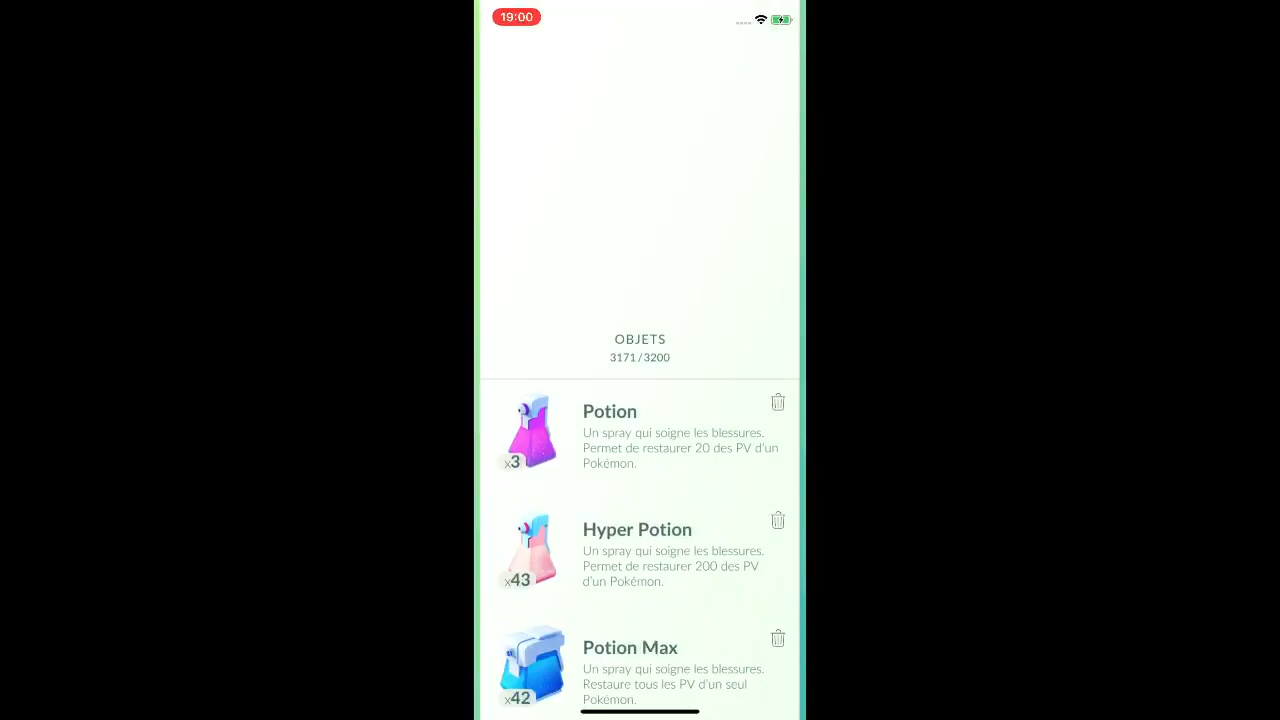 19:00
OBJETS
3171/3200
Potion
Un spray qui soigne les blessures.
Permet de restaurer 20 des PV d'un
Pokémon.
x3
Hyper Potion
Un spray qui soigne les blessures.
Permet de restaurer 200 des PV
d'un Pokémon.
x43
Potion Max
Un spray qui soigne les blessures.
Restaure tous les PV d'un seul
Pokémon.
x42